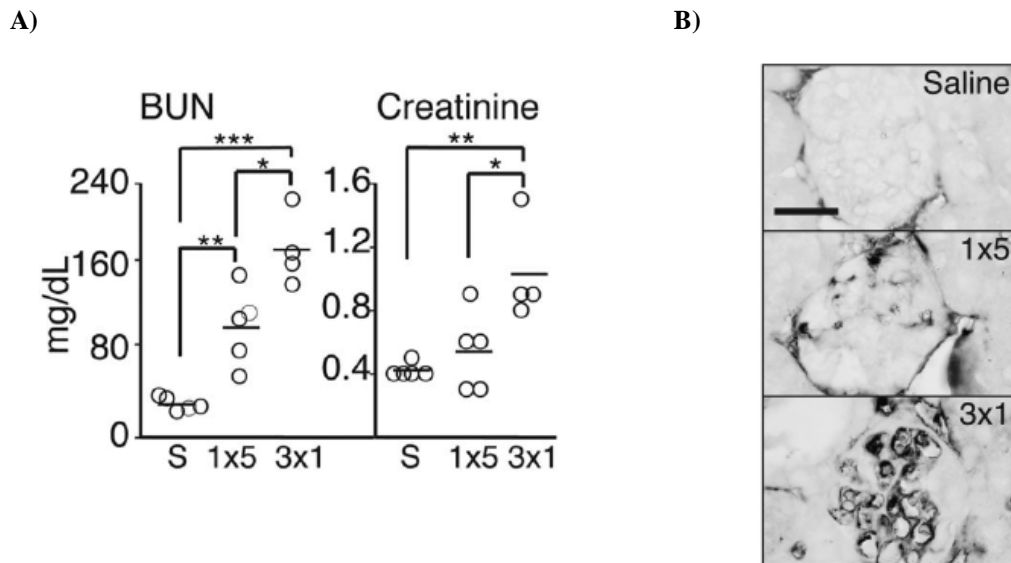 A)
B)
BUN
Creatinine
***
*
**
**
*
240
160
80
0
mg/dL
1.6
1.2
0.8
0.4
S 1x5 3x1
S 1x5 3x1
Saline
1x5
3x1